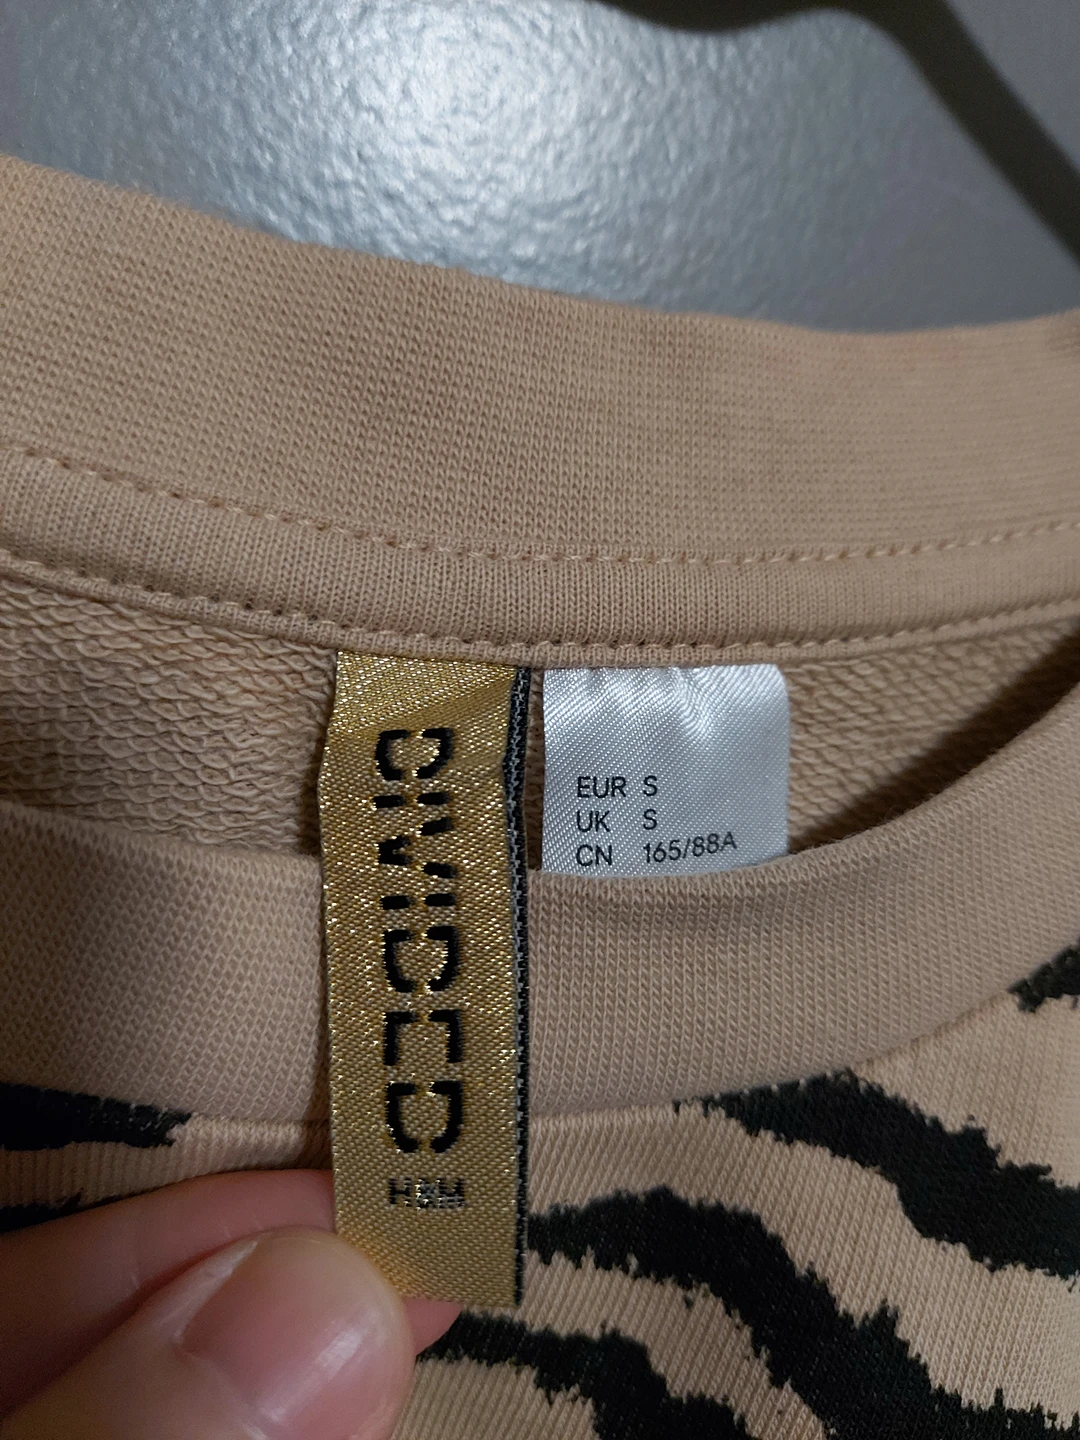 DIVIDED
H&M
EUR S
UK S
CN 165/88A